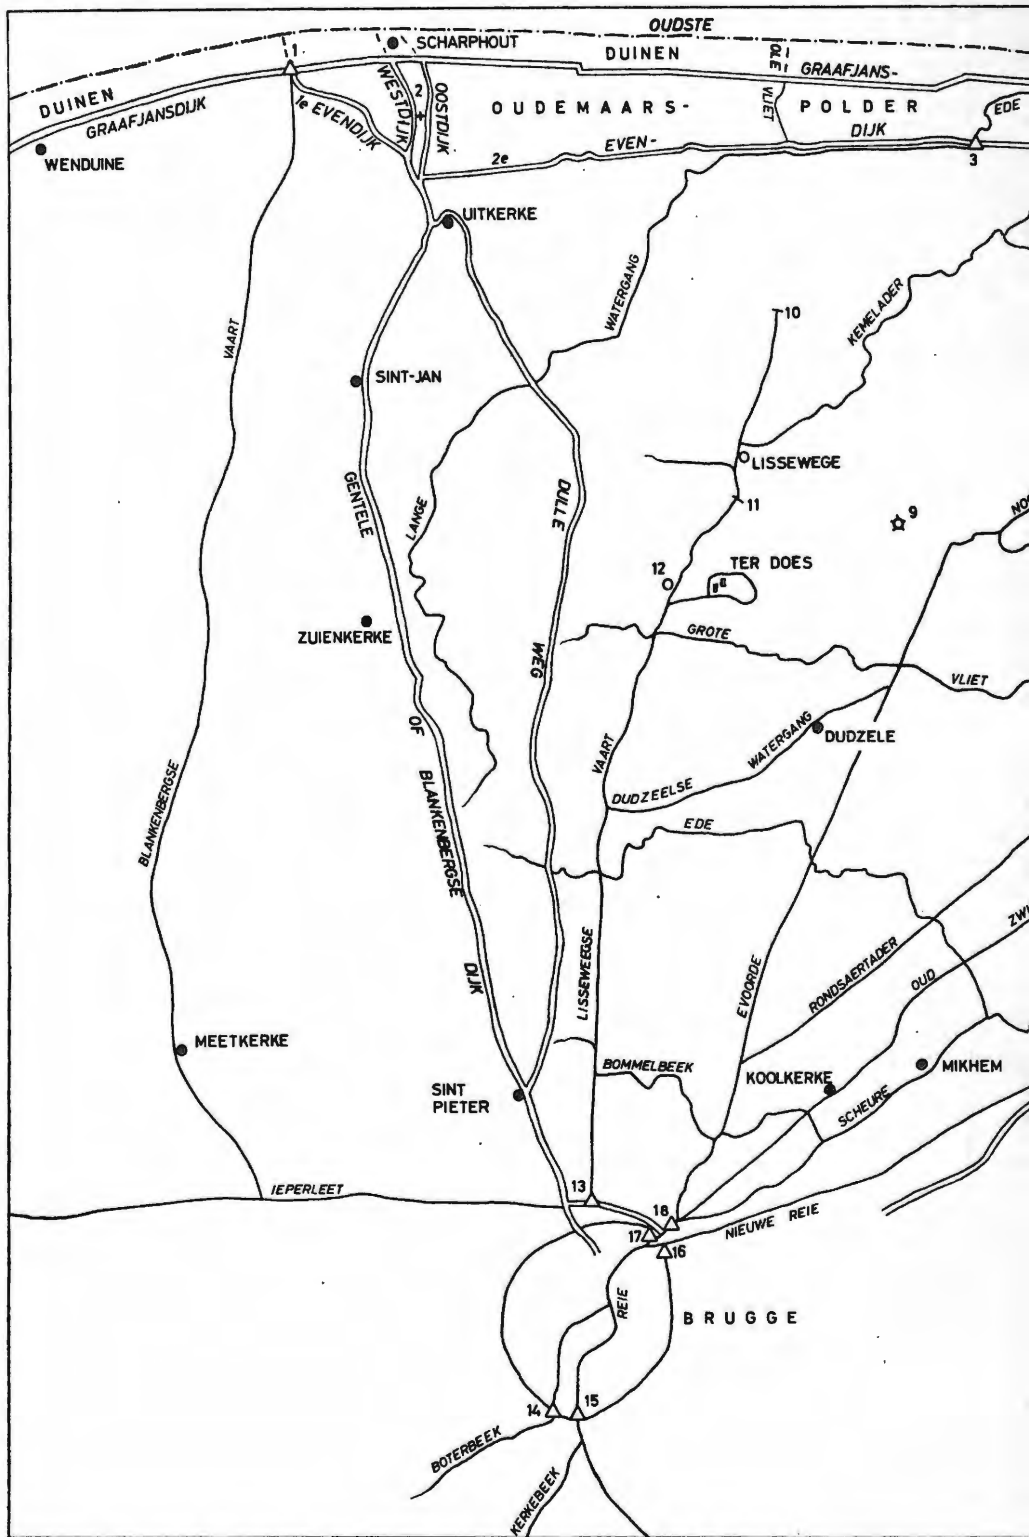 OUDSTE
SCHARPHOUT
DUINEN
1
OLE
VLIET
GRAAFJANS-
DUINEN
GRAAFJANSDIJK
WESTDIJK
2
OOSTDIJK
OUDEMAARS-
POLDER
EDE
1e EVENDIJK
2e
EVEN-
DIJK
3
WENDUINE
UITKERKE
WATERGANG
VAART
KEMELADER
10
SINT-JAN
LISSEWEGE
GENTELE
LANGE
DULLE
11
9
12
TER DOES
ZUIENKERKE
WEG
GROTE
VLIET
OF
VAART
WATERGANG
DUDZELE
DUDZEELSE
BLANKENBERGSE
BLANKENBERGSE
EDE
DIJK
LISSEWEEGSE
EVOORDE
RONDSAERTADER
OUD
MEETKERKE
BOMMELBEEK
KOOLKERKE
MIKHEM
SINT
PIETER
SCHEURE
IEPERLEET
13
18
17
16
NIEUWE REIE
REIE
BRUGGE
14
15
BOTERBEEK
KERKEBEEK